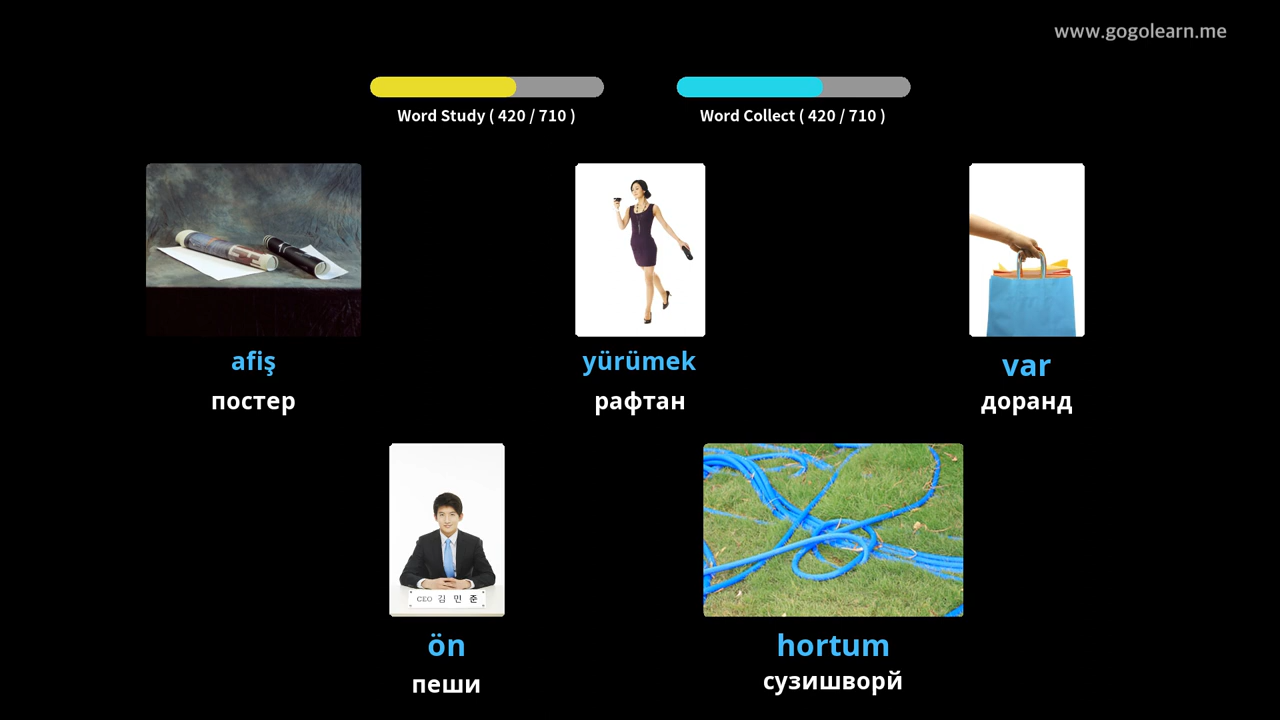 www.gogolearn.me
Word Study ( 420 / 710 )
Word Collect ( 420 / 710 )
afiş
постер
yürümek
рафтан
var
доранд
CEO 김 민 준
ön
пеши
hortum
сузишворй